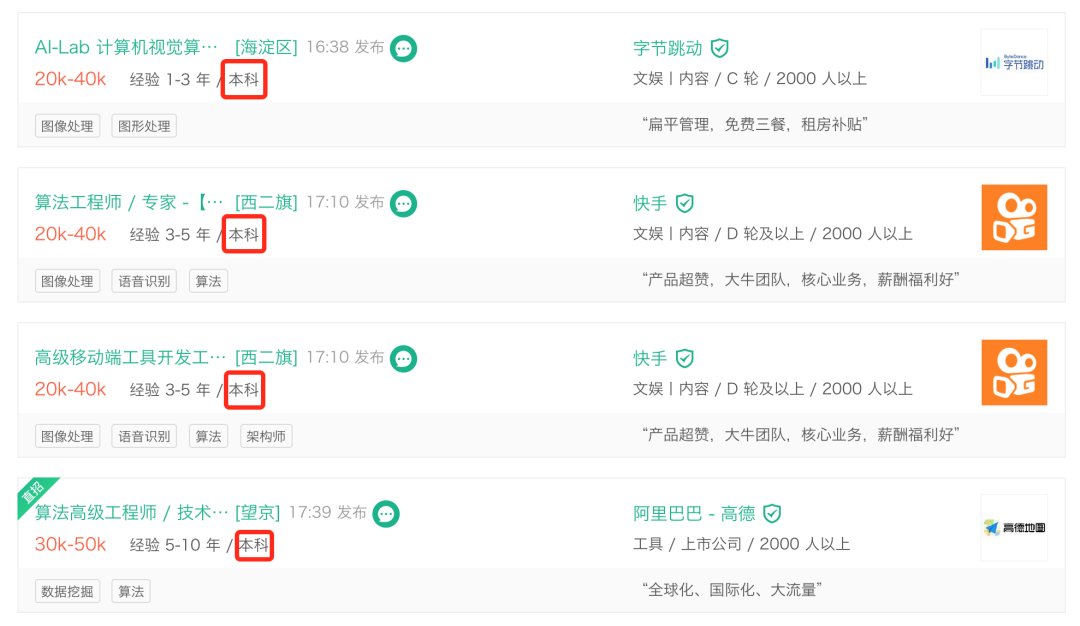 AI-Lab 计算机视觉算… [海淀区] 16:38 发布
字节跳动
ByteDance
字节跳动
20k-40k 经验 1-3 年 / 本科
文娱丨内容 / C 轮 / 2000 人以上
图像处理 图形处理
“扁平管理，免费三餐，租房补贴”
算法工程师 / 专家 -【… [西二旗] 17:10 发布
快手
20k-40k 经验 3-5 年 / 本科
文娱丨内容 / D 轮及以上 / 2000 人以上
图像处理 语音识别 算法
“产品超赞，大牛团队，核心业务，薪酬福利好”
高级移动端工具开发工… [西二旗] 17:10 发布
快手
20k-40k 经验 3-5 年 / 本科
文娱丨内容 / D 轮及以上 / 2000 人以上
图像处理 语音识别 算法 架构师
“产品超赞，大牛团队，核心业务，薪酬福利好”
直招
算法高级工程师 / 技术… [望京] 17:39 发布
阿里巴巴 - 高德
高德地图
30k-50k 经验 5-10 年 / 本科
工具 / 上市公司 / 2000 人以上
数据挖掘 算法
“全球化、国际化、大流量”